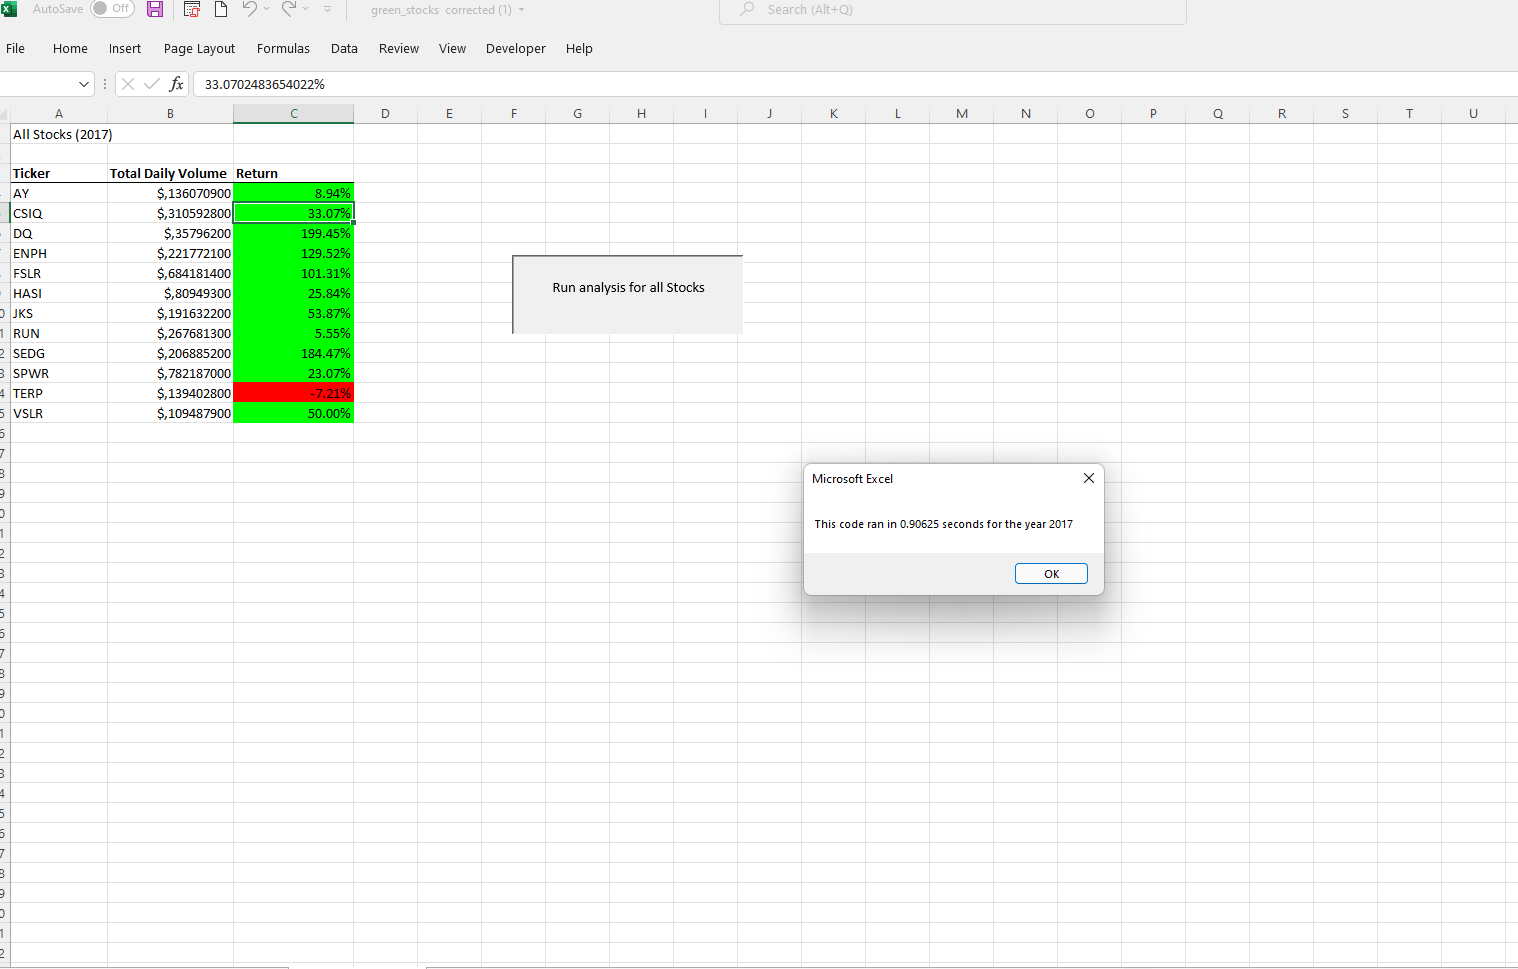 AutoSave Off green_stocks corrected (1) Search (Alt+Q)
File Home Insert Page Layout Formulas Data Review View Developer Help
fx 33.0702483654022%
A B C D E F G H I J K L M N O P Q R S T U
All Stocks (2017)
Ticker Total Daily Volume Return
AY $,136070900 8.94%
CSIQ $,310592800 33.07%
DQ $,35796200 199.45%
ENPH $,221772100 129.52%
FSLR $,684181400 101.31%
HASI $,80949300 25.84%
JKS $,191632200 53.87%
RUN $,267681300 5.55%
SEDG $,206885200 184.47%
SPWR $,782187000 23.07%
TERP $,139402800 -7.21%
VSLR $,109487900 50.00%
Run analysis for all Stocks
Microsoft Excel
This code ran in 0.90625 seconds for the year 2017
OK